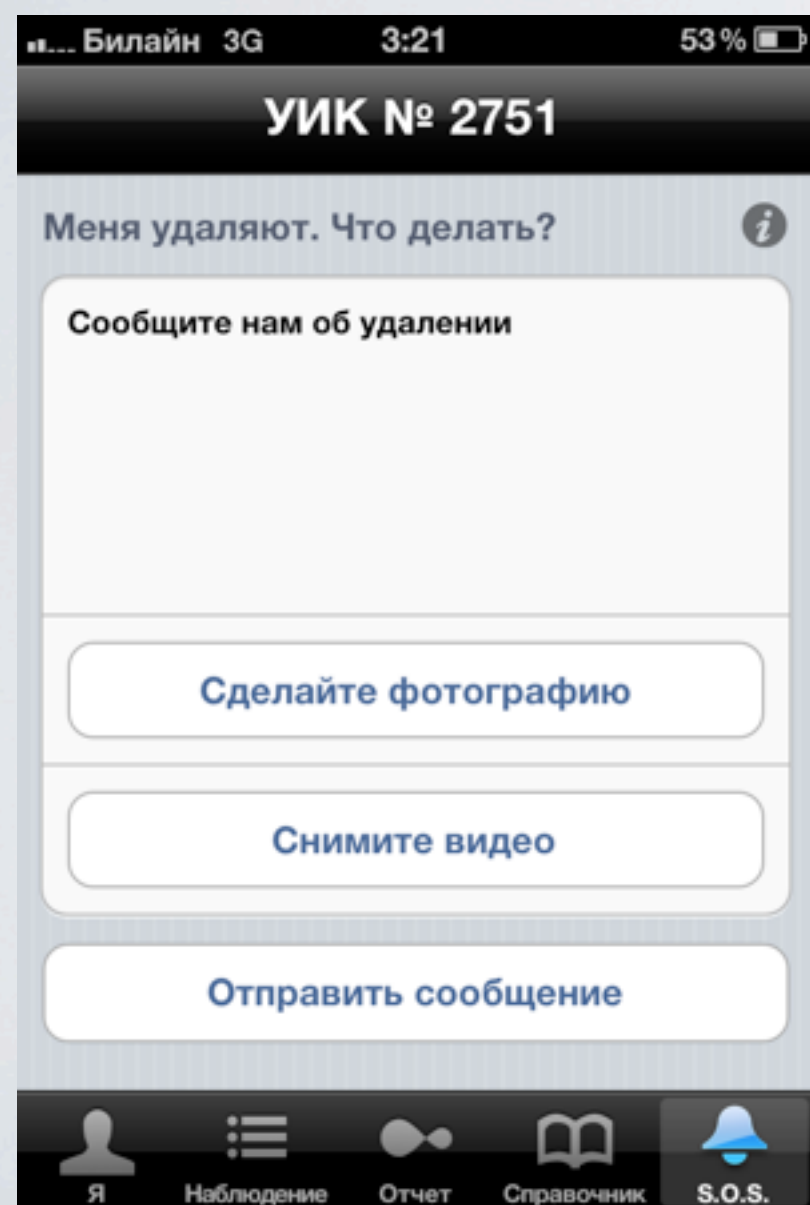 ... Билайн 3G 3:21 53%
УИК № 2751
Меня удаляют. Что делать?
Сообщите нам об удалении
Сделайте фотографию
Снимите видео
Отправить сообщение
Я Наблюдение Отчет Справочник S.O.S.